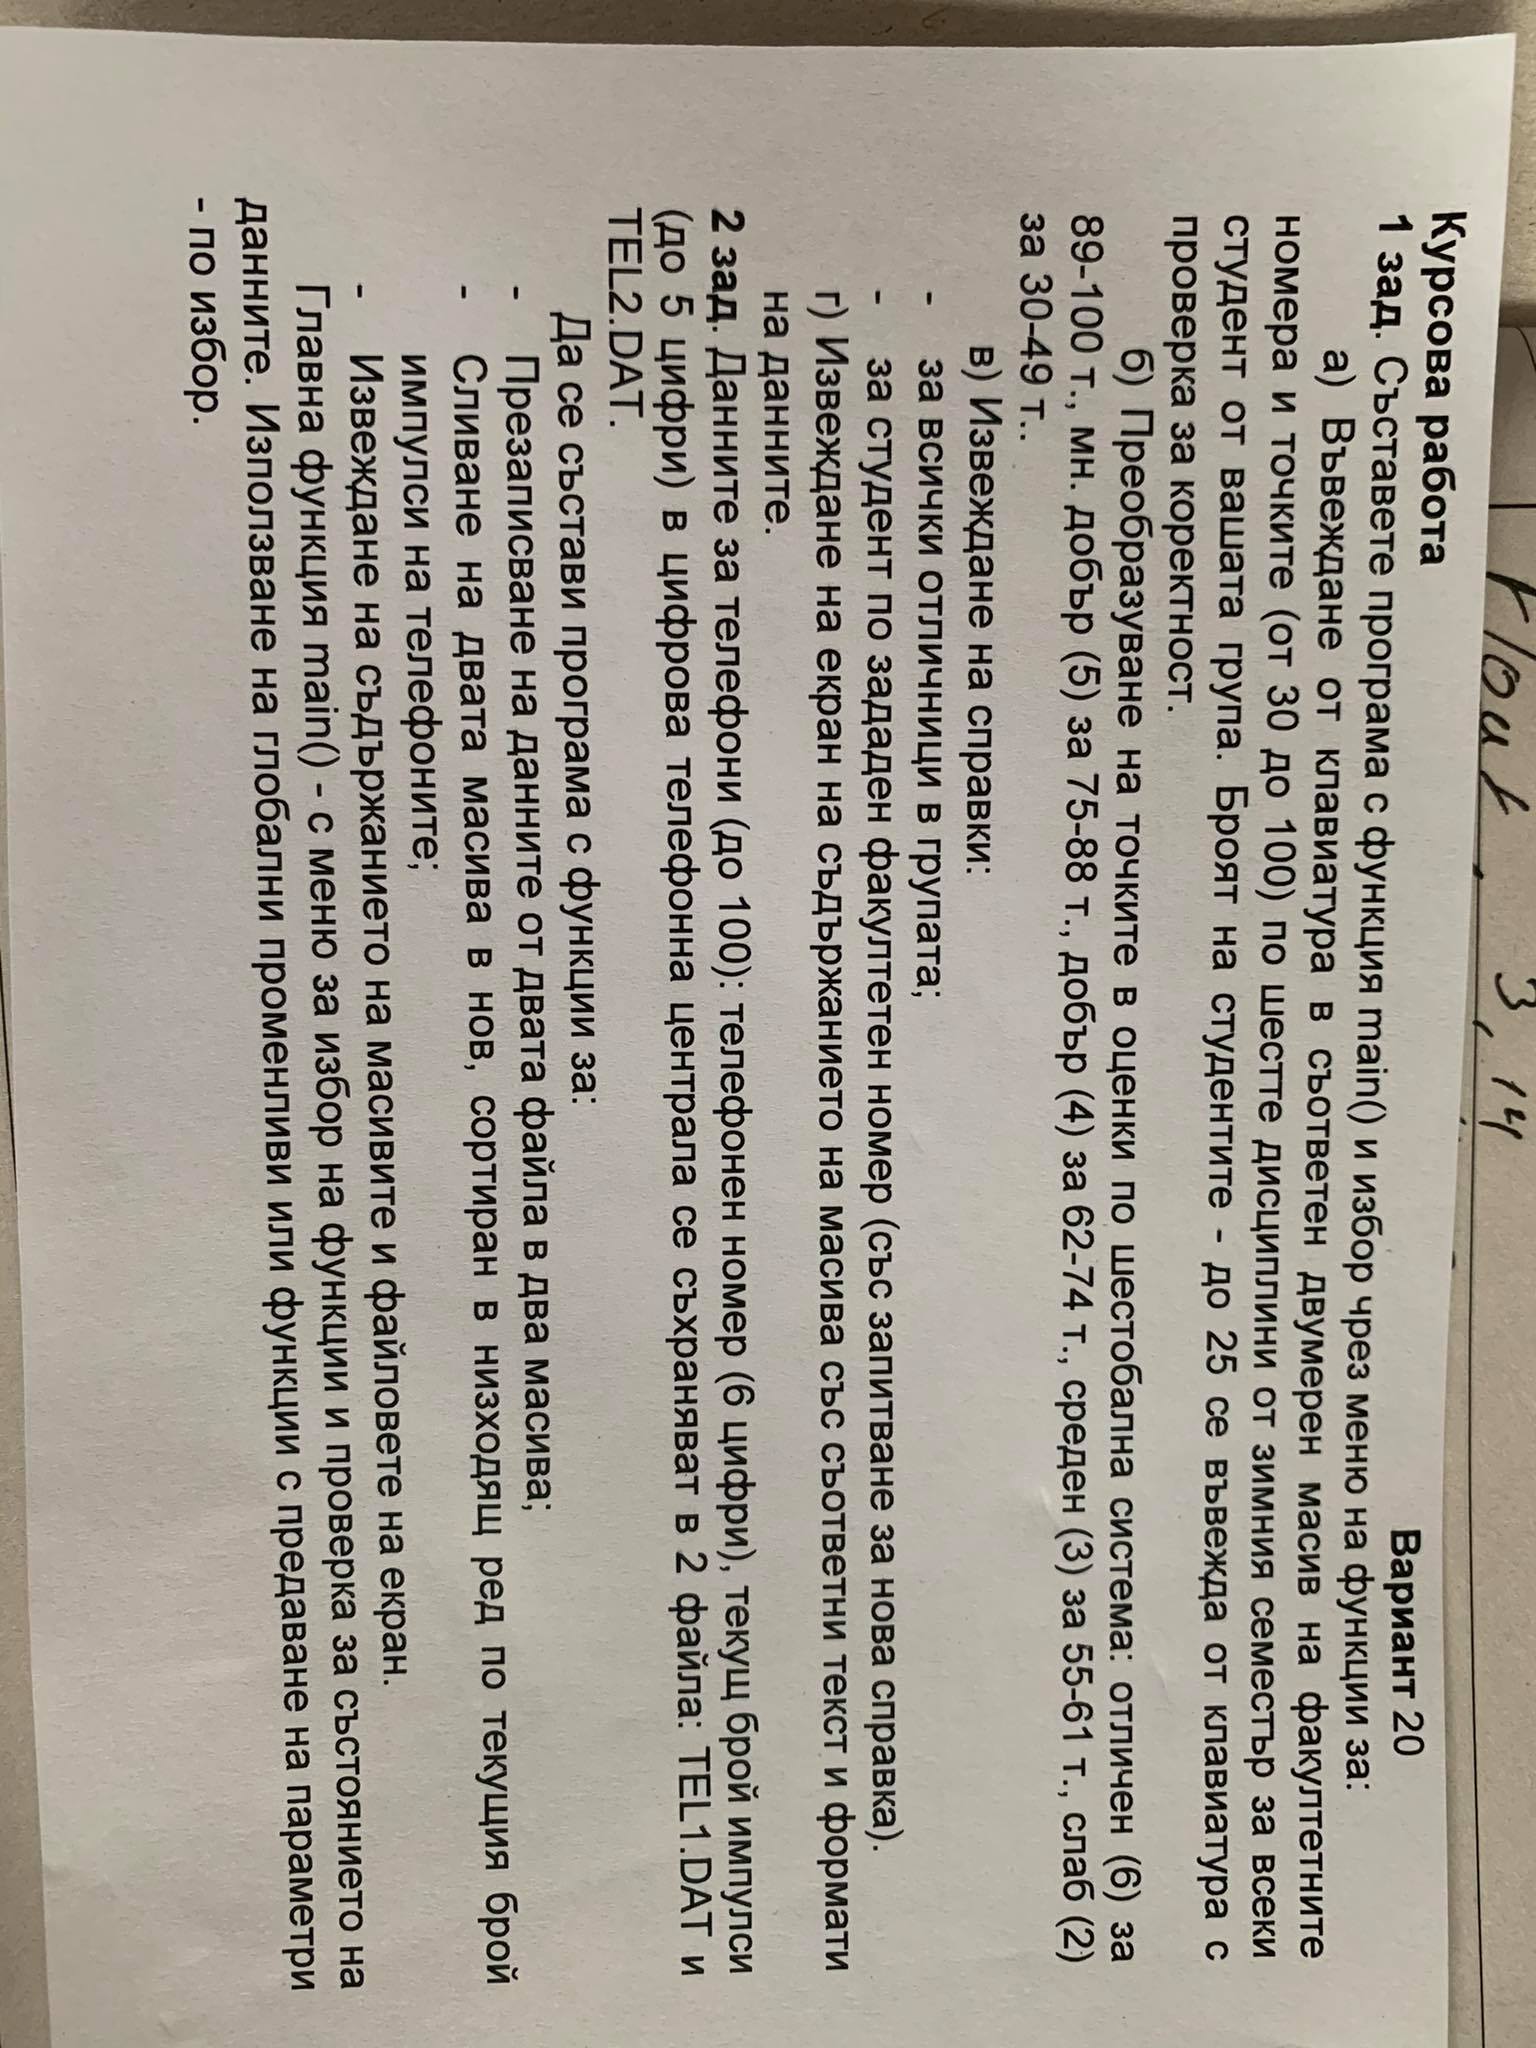 float, 3,14
Курсова работа
Вариант 20
1 зад. Съставете програма с функция main() и избор чрез меню на функции за:
а) Въвеждане от клавиатура в съответен двумерен масив на факултетните
номера и точките (от 30 до 100) по шестте дисциплини от зимния семестър за всеки
студент от вашата група. Броят на студентите - до 25 се въвежда от клавиатура с
проверка за коректност.
б) Преобразуване на точките в оценки по шестобална система: отличен (6) за
89-100 т., мн. добър (5) за 75-88 т., добър (4) за 62-74 т., среден (3) за 55-61 т., слаб (2)
за 30-49 т..
в) Извеждане на справки:
- за всички отличници в групата;
- за студент по зададен факултетен номер (със запитване за нова справка).
г) Извеждане на екран на съдържанието на масива със съответни текст и формати
на данните.
2 зад. Данните за телефони (до 100): телефонен номер (6 цифри), текущ брой импулси
(до 5 цифри) в цифрова телефонна централа се съхраняват в 2 файла: TEL1.DAT и
TEL2.DAT.
Да се състави програма с функции за:
- Презаписване на данните от двата файла в два масива;
- Сливане на двата масива в нов, сортиран в низходящ ред по текущия брой
импулси на телефоните;
- Извеждане на съдържанието на масивите и файловете на екран.
Главна функция main() - с меню за избор на функции и проверка за състоянието на
данните. Използване на глобални променливи или функции с предаване на параметри
- по избор.